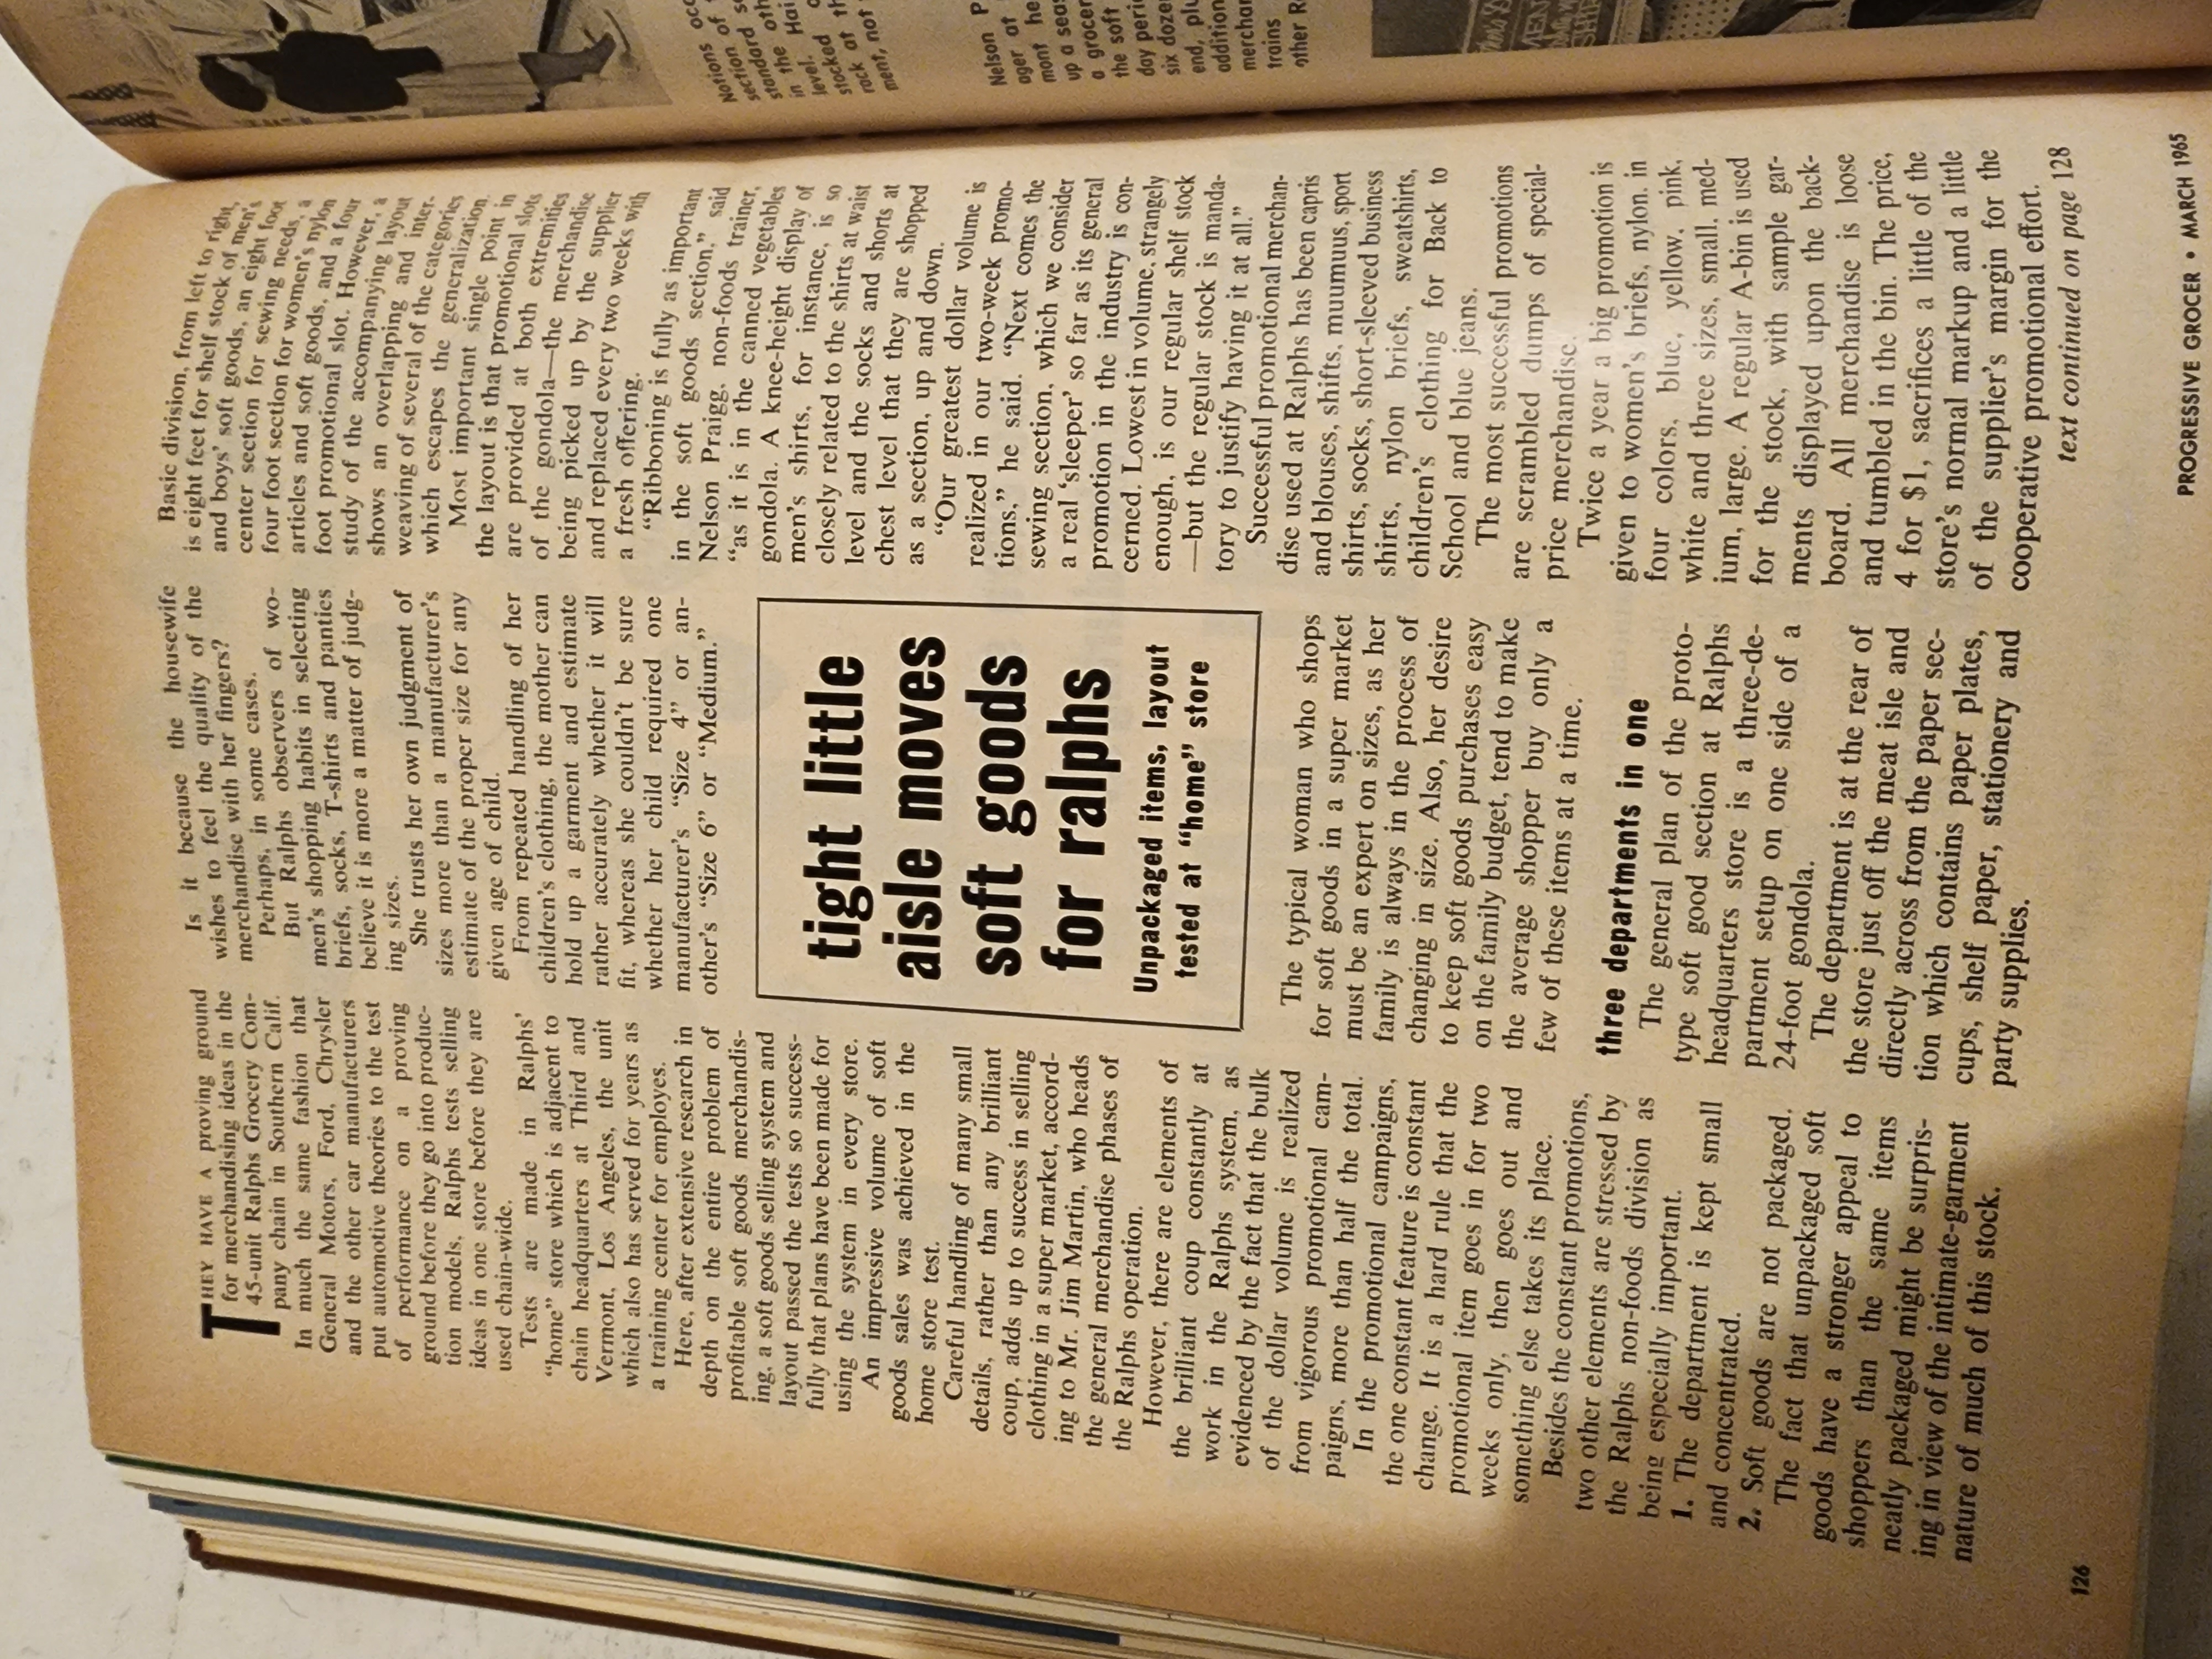 THEY HAVE A proving ground
for merchandising ideas in the
45-unit Ralphs Grocery Com-
pany chain in Southern Calif.
In much the same fashion that
General Motors, Ford, Chrysler
and the other car manufacturers
put automotive theories to the test
of performance on a proving
ground before they go into produc-
tion models, Ralphs tests selling
ideas in one store before they are
used chain-wide.
Tests are made in Ralphs'
"home" store which is adjacent to
chain headquarters at Third and
Vermont, Los Angeles, the unit
which also has served for years as
a training center for employes.
Here, after extensive research in
depth on the entire problem of
profitable soft goods merchandis-
ing, a soft goods selling system and
layout passed the tests so success-
fully that plans have been made for
using the system in every store.
An impressive volume of soft
goods sales was achieved in the
home store test.
Careful handling of many small
details, rather than any brilliant
coup, adds up to success in selling
clothing in a super market, accord-
ing to Mr. Jim Martin, who heads
the general merchandise phases of
the Ralphs operation.
However, there are elements of
the brilliant coup constantly at
work in the Ralphs system, as
evidenced by the fact that the bulk
of the dollar volume is realized
from vigorous promotional cam-
paigns, more than half the total.
In the promotional campaigns,
the one constant feature is constant
change. It is a hard rule that the
promotional item goes in for two
weeks only, then goes out and
something else takes its place.
Besides the constant promotions,
two other elements are stressed by
the Ralphs non-foods division as
being especially important.
1. The department is kept small
and concentrated.
2. Soft goods are not packaged.
The fact that unpackaged soft
goods have a stronger appeal to
shoppers than the same items
neatly packaged might be surpris-
ing in view of the intimate-garment
nature of much of this stock.
Is it because the housewife
wishes to feel the quality of the
merchandise with her fingers?
Perhaps, in some cases.
But Ralphs observers of wo-
men's shopping habits in selecting
briefs, socks, T-shirts and panties
believe it is more a matter of judg-
ing sizes.
She trusts her own judgment of
sizes more than a manufacturer's
estimate of the proper size for any
given age of child.
From repeated handling of her
children's clothing, the mother can
hold up a garment and estimate
rather accurately whether it will
fit, whereas she couldn't be sure
whether her child required one
manufacturer's "Size 4" or an-
other's "Size 6" or "Medium."
tight little
aisle moves
soft goods
for ralphs
Unpackaged items, layout
tested at "home" store
The typical woman who shops
for soft goods in a super market
must be an expert on sizes, as her
family is always in the process of
changing in size. Also, her desire
to keep soft goods purchases easy
on the family budget, tend to make
the average shopper buy only a
few of these items at a time.
three departments in one
The general plan of the proto-
type soft good section at Ralphs
headquarters store is a three-de-
partment setup on one side of a
24-foot gondola.
The department is at the rear of
the store just off the meat isle and
directly across from the paper sec-
tion which contains paper plates,
cups, shelf paper, stationery and
party supplies.
Basic division, from left to right,
is eight feet for shelf stock of men's
and boys' soft goods, an eight foot
center section for sewing needs, a
four foot section for women's nylon
articles and soft goods, and a four
foot promotional slot. However, a
study of the accompanying layout
shows an overlapping and inter-
weaving of several of the categories
which escapes the generalization.
Most important single point in
the layout is that promotional slots
are provided at both extremities
of the gondola—the merchandise
being picked up by the supplier
and replaced every two weeks with
a fresh offering.
"Ribboning is fully as important
in the soft goods section," said
Nelson Praigg, non-foods trainer,
"as it is in the canned vegetables
gondola. A knee-height display of
men's shirts, for instance, is so
closely related to the shirts at waist
level and the socks and shorts at
chest level that they are shopped
as a section, up and down.
"Our greatest dollar volume is
realized in our two-week promo-
tions," he said. "Next comes the
sewing section, which we consider
a real 'sleeper' so far as its general
promotion in the industry is con-
cerned. Lowest in volume, strangely
enough, is our regular shelf stock
—but the regular stock is manda-
tory to justify having it at all."
Successful promotional merchan-
dise used at Ralphs has been capris
and blouses, shifts, muumuus, sport
shirts, socks, short-sleeved business
shirts, nylon briefs, sweatshirts,
children's clothing for Back to
School and blue jeans.
The most successful promotions
are scrambled dumps of special-
price merchandise.
Twice a year a big promotion is
given to women's briefs, nylon, in
four colors, blue, yellow, pink,
white and three sizes, small, med-
ium, large. A regular A-bin is used
for the stock, with sample gar-
ments displayed upon the back-
board. All merchandise is loose
and tumbled in the bin. The price,
4 for $1, sacrifices a little of the
store's normal markup and a little
of the supplier's margin for the
cooperative promotional effort.
text continued on page 128
126
PROGRESSIVE GROCER • MARCH 1965
Notions occ
section of
standard se
the oth
in the Hai
level.
stocked th
rack at th
ment, not
Nelson P
ager at
mont he
up a see
a grocer
the soft
day peri
six doze
end, plu
addition
merchan
trains
other R